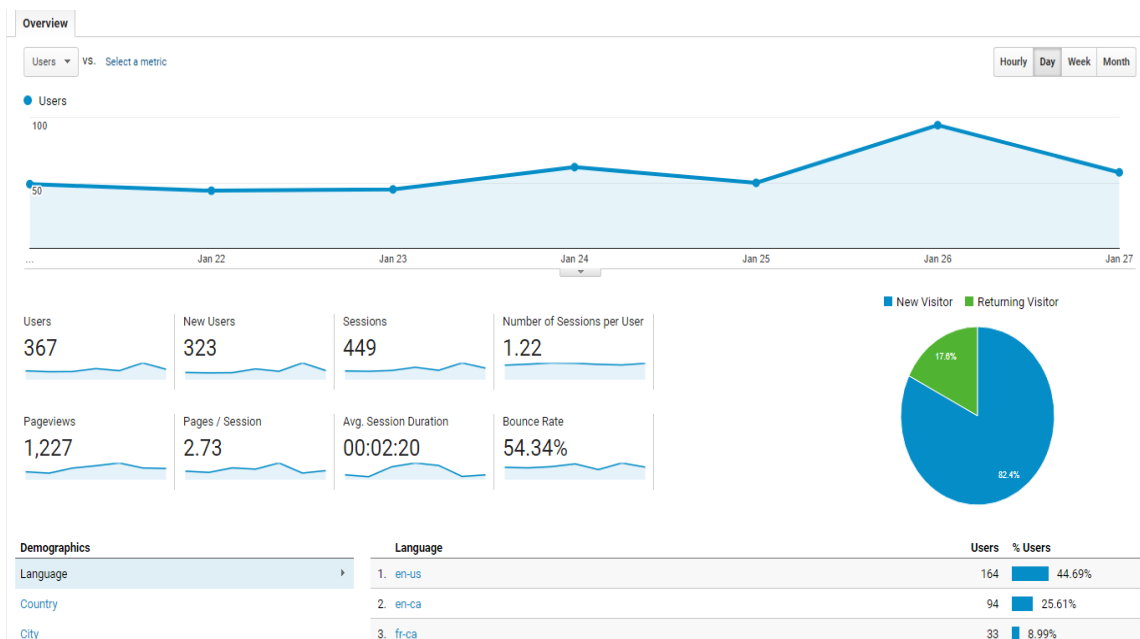 Overview
Users VS. Select a metric
Hourly Day Week Month
Users
100
50
... Jan 22 Jan 23 Jan 24 Jan 25 Jan 26 Jan 27
New Visitor Returning Visitor
Users New Users Sessions Number of Sessions per User
367 323 449 1.22
17.6%
Pageviews Pages / Session Avg. Session Duration Bounce Rate
1,227 2.73 00:02:20 54.34%
82.4%
Demographics Language Users % Users
Language 1. en-us 164 44.69%
Country 2. en-ca 94 25.61%
City 3. fr-ca 33 8.99%